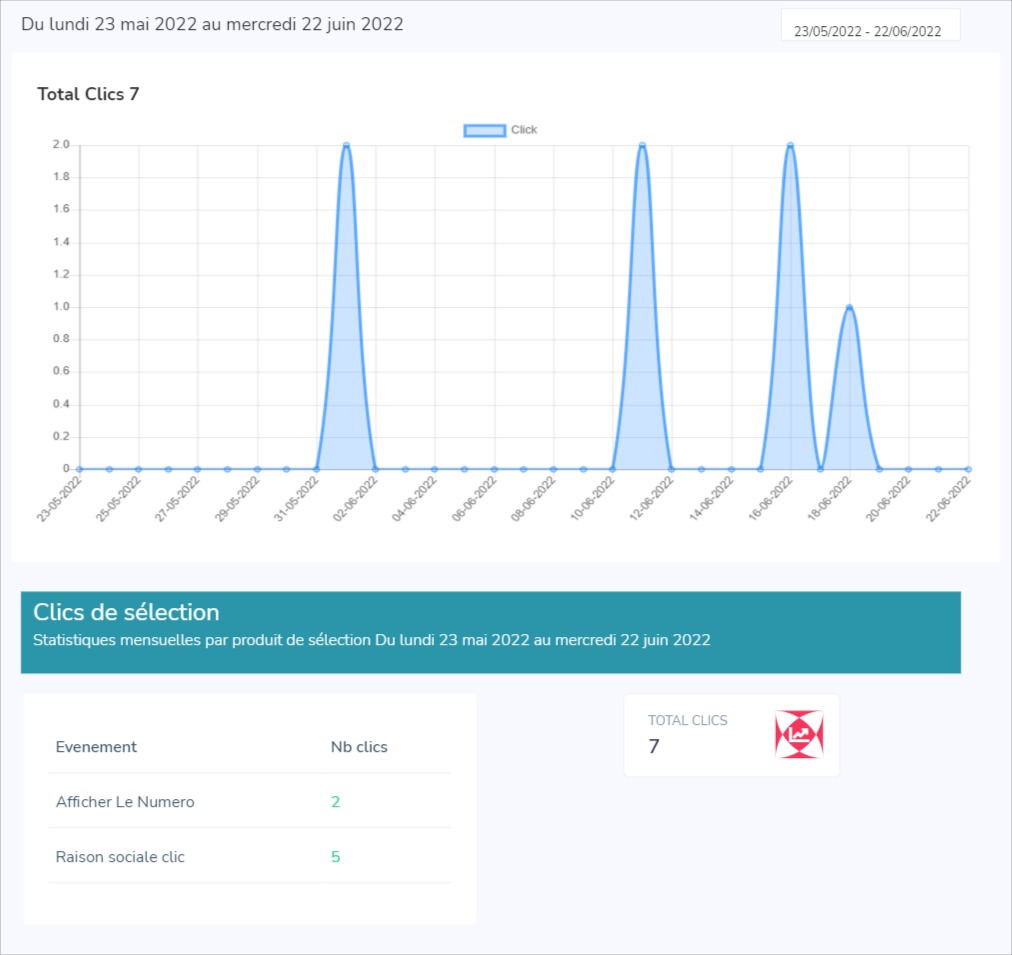 Du lundi 23 mai 2022 au mercredi 22 juin 2022
23/05/2022 - 22/06/2022
Total Clics 7
Click
2.0
1.8
1.6
1.4
1.2
1.0
0.8
0.6
0.4
0.2
0
23-05-2022
25-05-2022
27-05-2022
29-05-2022
31-05-2022
02-06-2022
04-06-2022
06-06-2022
08-06-2022
10-06-2022
12-06-2022
14-06-2022
16-06-2022
18-06-2022
20-06-2022
22-06-2022
Clics de sélection
Statistiques mensuelles par produit de sélection Du lundi 23 mai 2022 au mercredi 22 juin 2022
Evenement Nb clics
Afficher Le Numero 2
Raison sociale clic 5
TOTAL CLICS
7